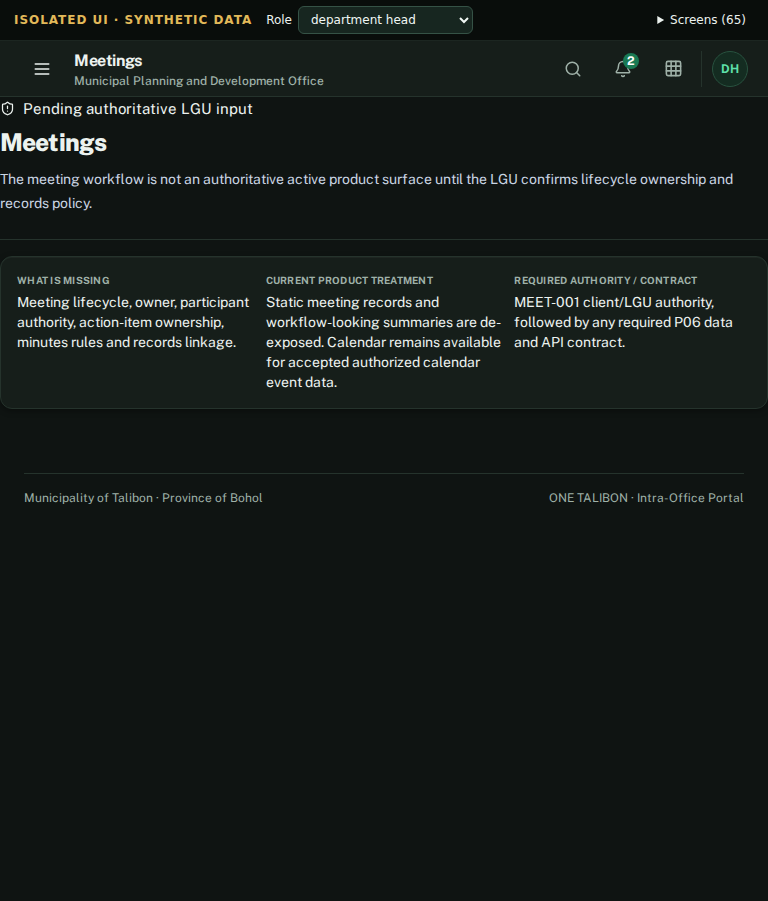 ISOLATED UI · SYNTHETIC DATA Role department head Screens (65)
Meetings
Municipal Planning and Development Office
2
DH
Pending authoritative LGU input
Meetings
The meeting workflow is not an authoritative active product surface until the LGU confirms lifecycle ownership and
records policy.
WHAT IS MISSING
Meeting lifecycle, owner, participant
authority, action-item ownership,
minutes rules and records linkage.
CURRENT PRODUCT TREATMENT
Static meeting records and
workflow-looking summaries are de-
exposed. Calendar remains available
for accepted authorized calendar
event data.
REQUIRED AUTHORITY / CONTRACT
MEET-001 client/LGU authority,
followed by any required P06 data
and API contract.
Municipality of Talibon · Province of Bohol
ONE TALIBON · Intra-Office Portal